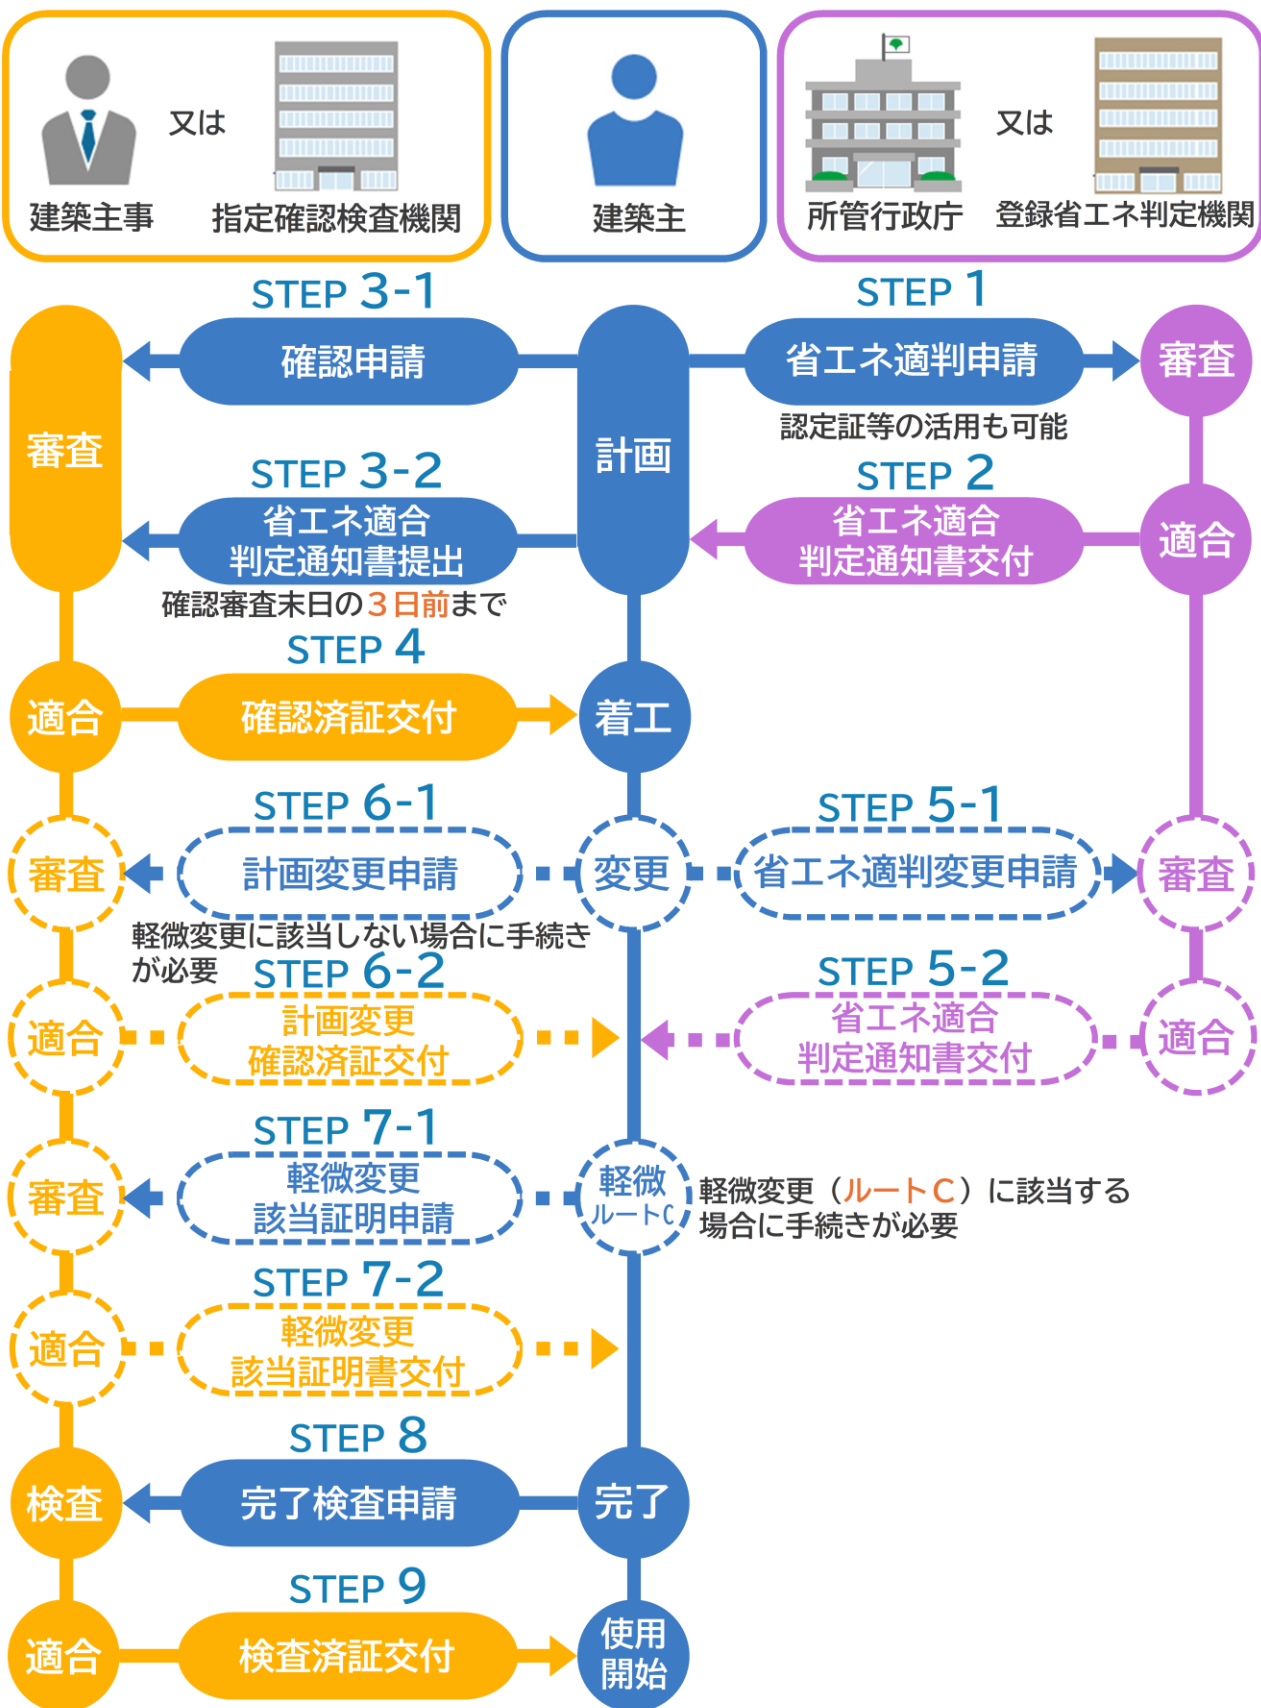 又は
建築主事
指定確認検査機関
建築主
又は
所管行政庁
登録省エネ判定機関
STEP 3-1
確認申請
STEP 1
省エネ適判申請
審査
認定証等の活用も可能
審査
計画
STEP 3-2
省エネ適合
判定通知書提出
確認審査末日の3日前まで
STEP 2
省エネ適合
判定通知書交付
適合
STEP 4
適合
確認済証交付
着工
STEP 6-1
審査
計画変更申請
変更
STEP 5-1
省エネ適判変更申請
審査
軽微変更に該当しない場合に手続き
が必要
STEP 6-2
適合
計画変更
確認済証交付
STEP 5-2
省エネ適合
判定通知書交付
適合
STEP 7-1
審査
軽微変更
該当証明申請
軽微
ルートC
軽微変更（ルートC）に該当する
場合に手続きが必要
STEP 7-2
適合
軽微変更
該当証明書交付
STEP 8
検査
完了検査申請
完了
STEP 9
適合
検査済証交付
使用
開始